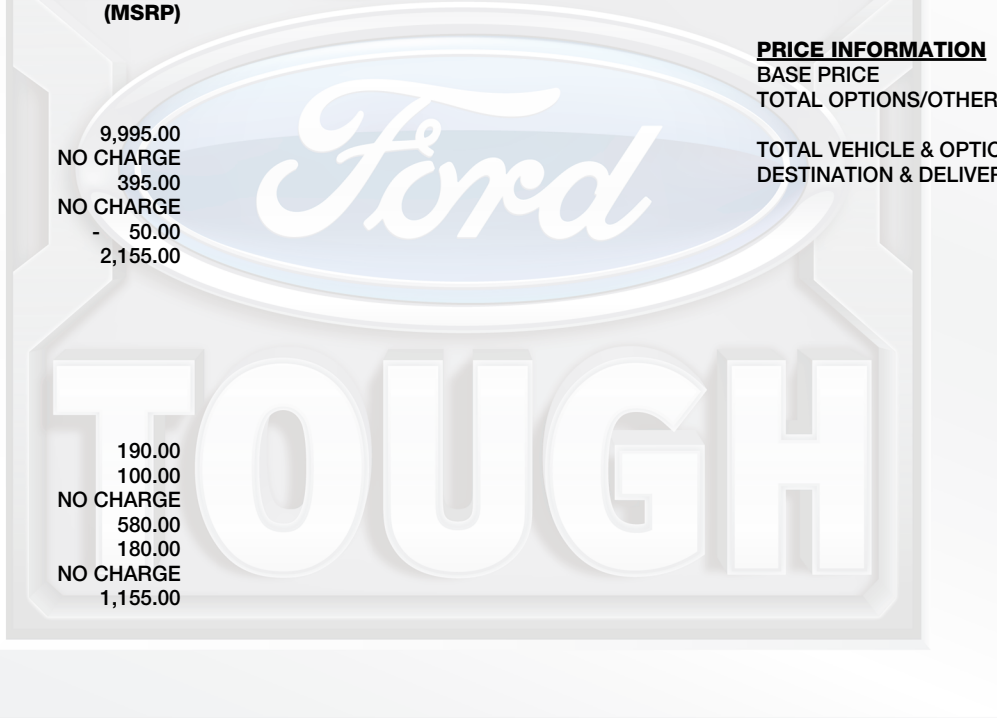 (MSRP)
9,995.00
NO CHARGE
395.00
NO CHARGE
- 50.00
2,155.00
190.00
100.00
NO CHARGE
580.00
180.00
NO CHARGE
1,155.00
PRICE INFORMATION
BASE PRICE
TOTAL OPTIONS/OTHER
TOTAL VEHICLE & OPTIO
DESTINATION & DELIVER
Ford
TOUGH